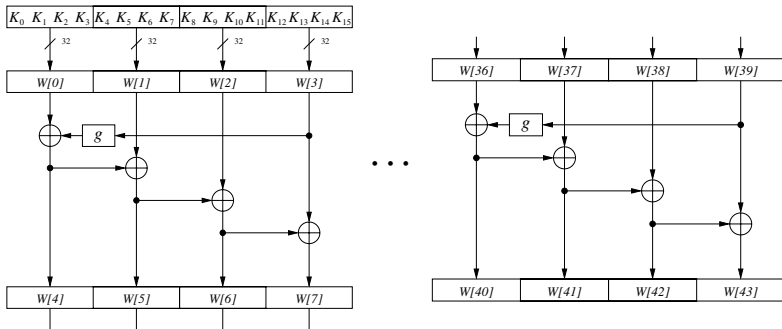 K0 K1 K2 K3 K4 K5 K6 K7 K8 K9 K10 K11 K12 K13 K14 K15
32 32 32 32
W[0] W[1] W[2] W[3]
g
W[4] W[5] W[6] W[7]
...
W[36] W[37] W[38] W[39]
g
W[40] W[41] W[42] W[43]